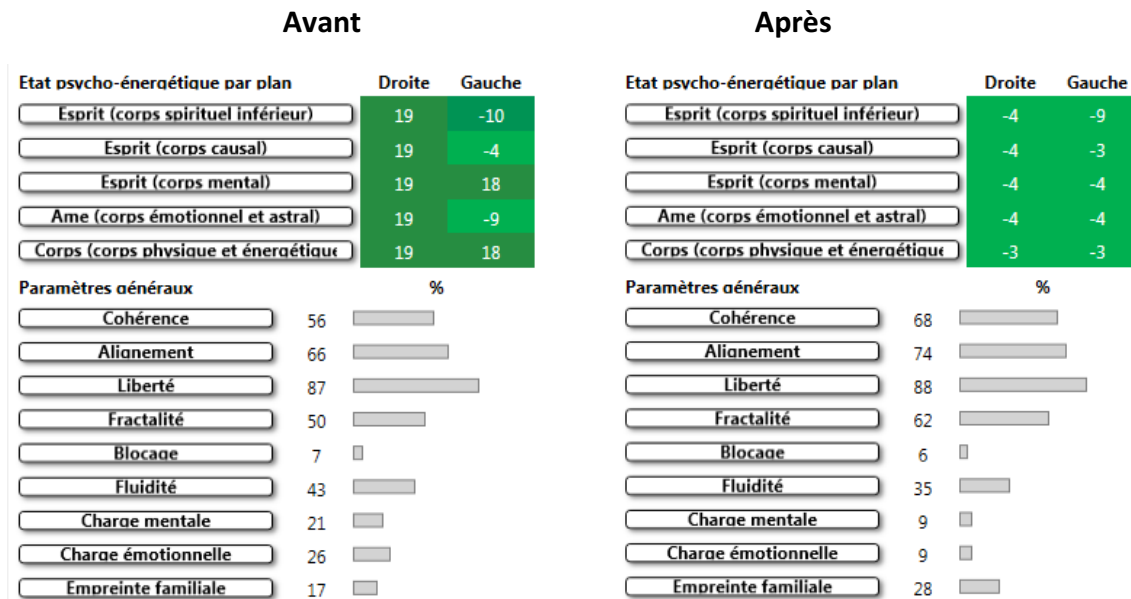 Avant Après
Etat psycho-énergétique par plan Droite Gauche
Esprit (corps spirituel inférieur) 19 -10
Esprit (corps causal) 19 -4
Esprit (corps mental) 19 18
Ame (corps émotionnel et astral) 19 -9
Corps (corps physique et énergétique 19 18
Paramètres généraux %
Cohérence 56
Alignement 66
Liberté 87
Fractalité 50
Blocage 7
Fluidité 43
Charge mentale 21
Charge émotionnelle 26
Empreinte familiale 17
Etat psycho-énergétique par plan Droite Gauche
Esprit (corps spirituel inférieur) -4 -9
Esprit (corps causal) -4 -3
Esprit (corps mental) -4 -4
Ame (corps émotionnel et astral) -4 -4
Corps (corps physique et énergétique -3 -3
Paramètres généraux %
Cohérence 68
Alignement 74
Liberté 88
Fractalité 62
Blocage 6
Fluidité 35
Charge mentale 9
Charge émotionnelle 9
Empreinte familiale 28